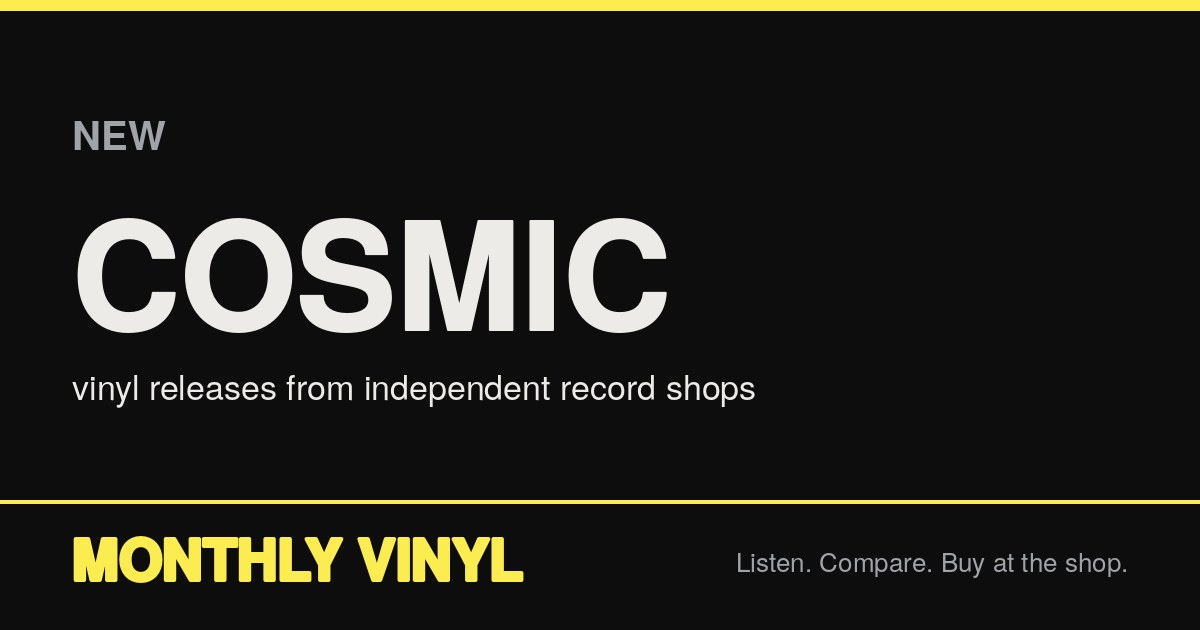 NEW
COSMIC
vinyl releases from independent record shops
MONTHLY VINYL
Listen. Compare. Buy at the shop.